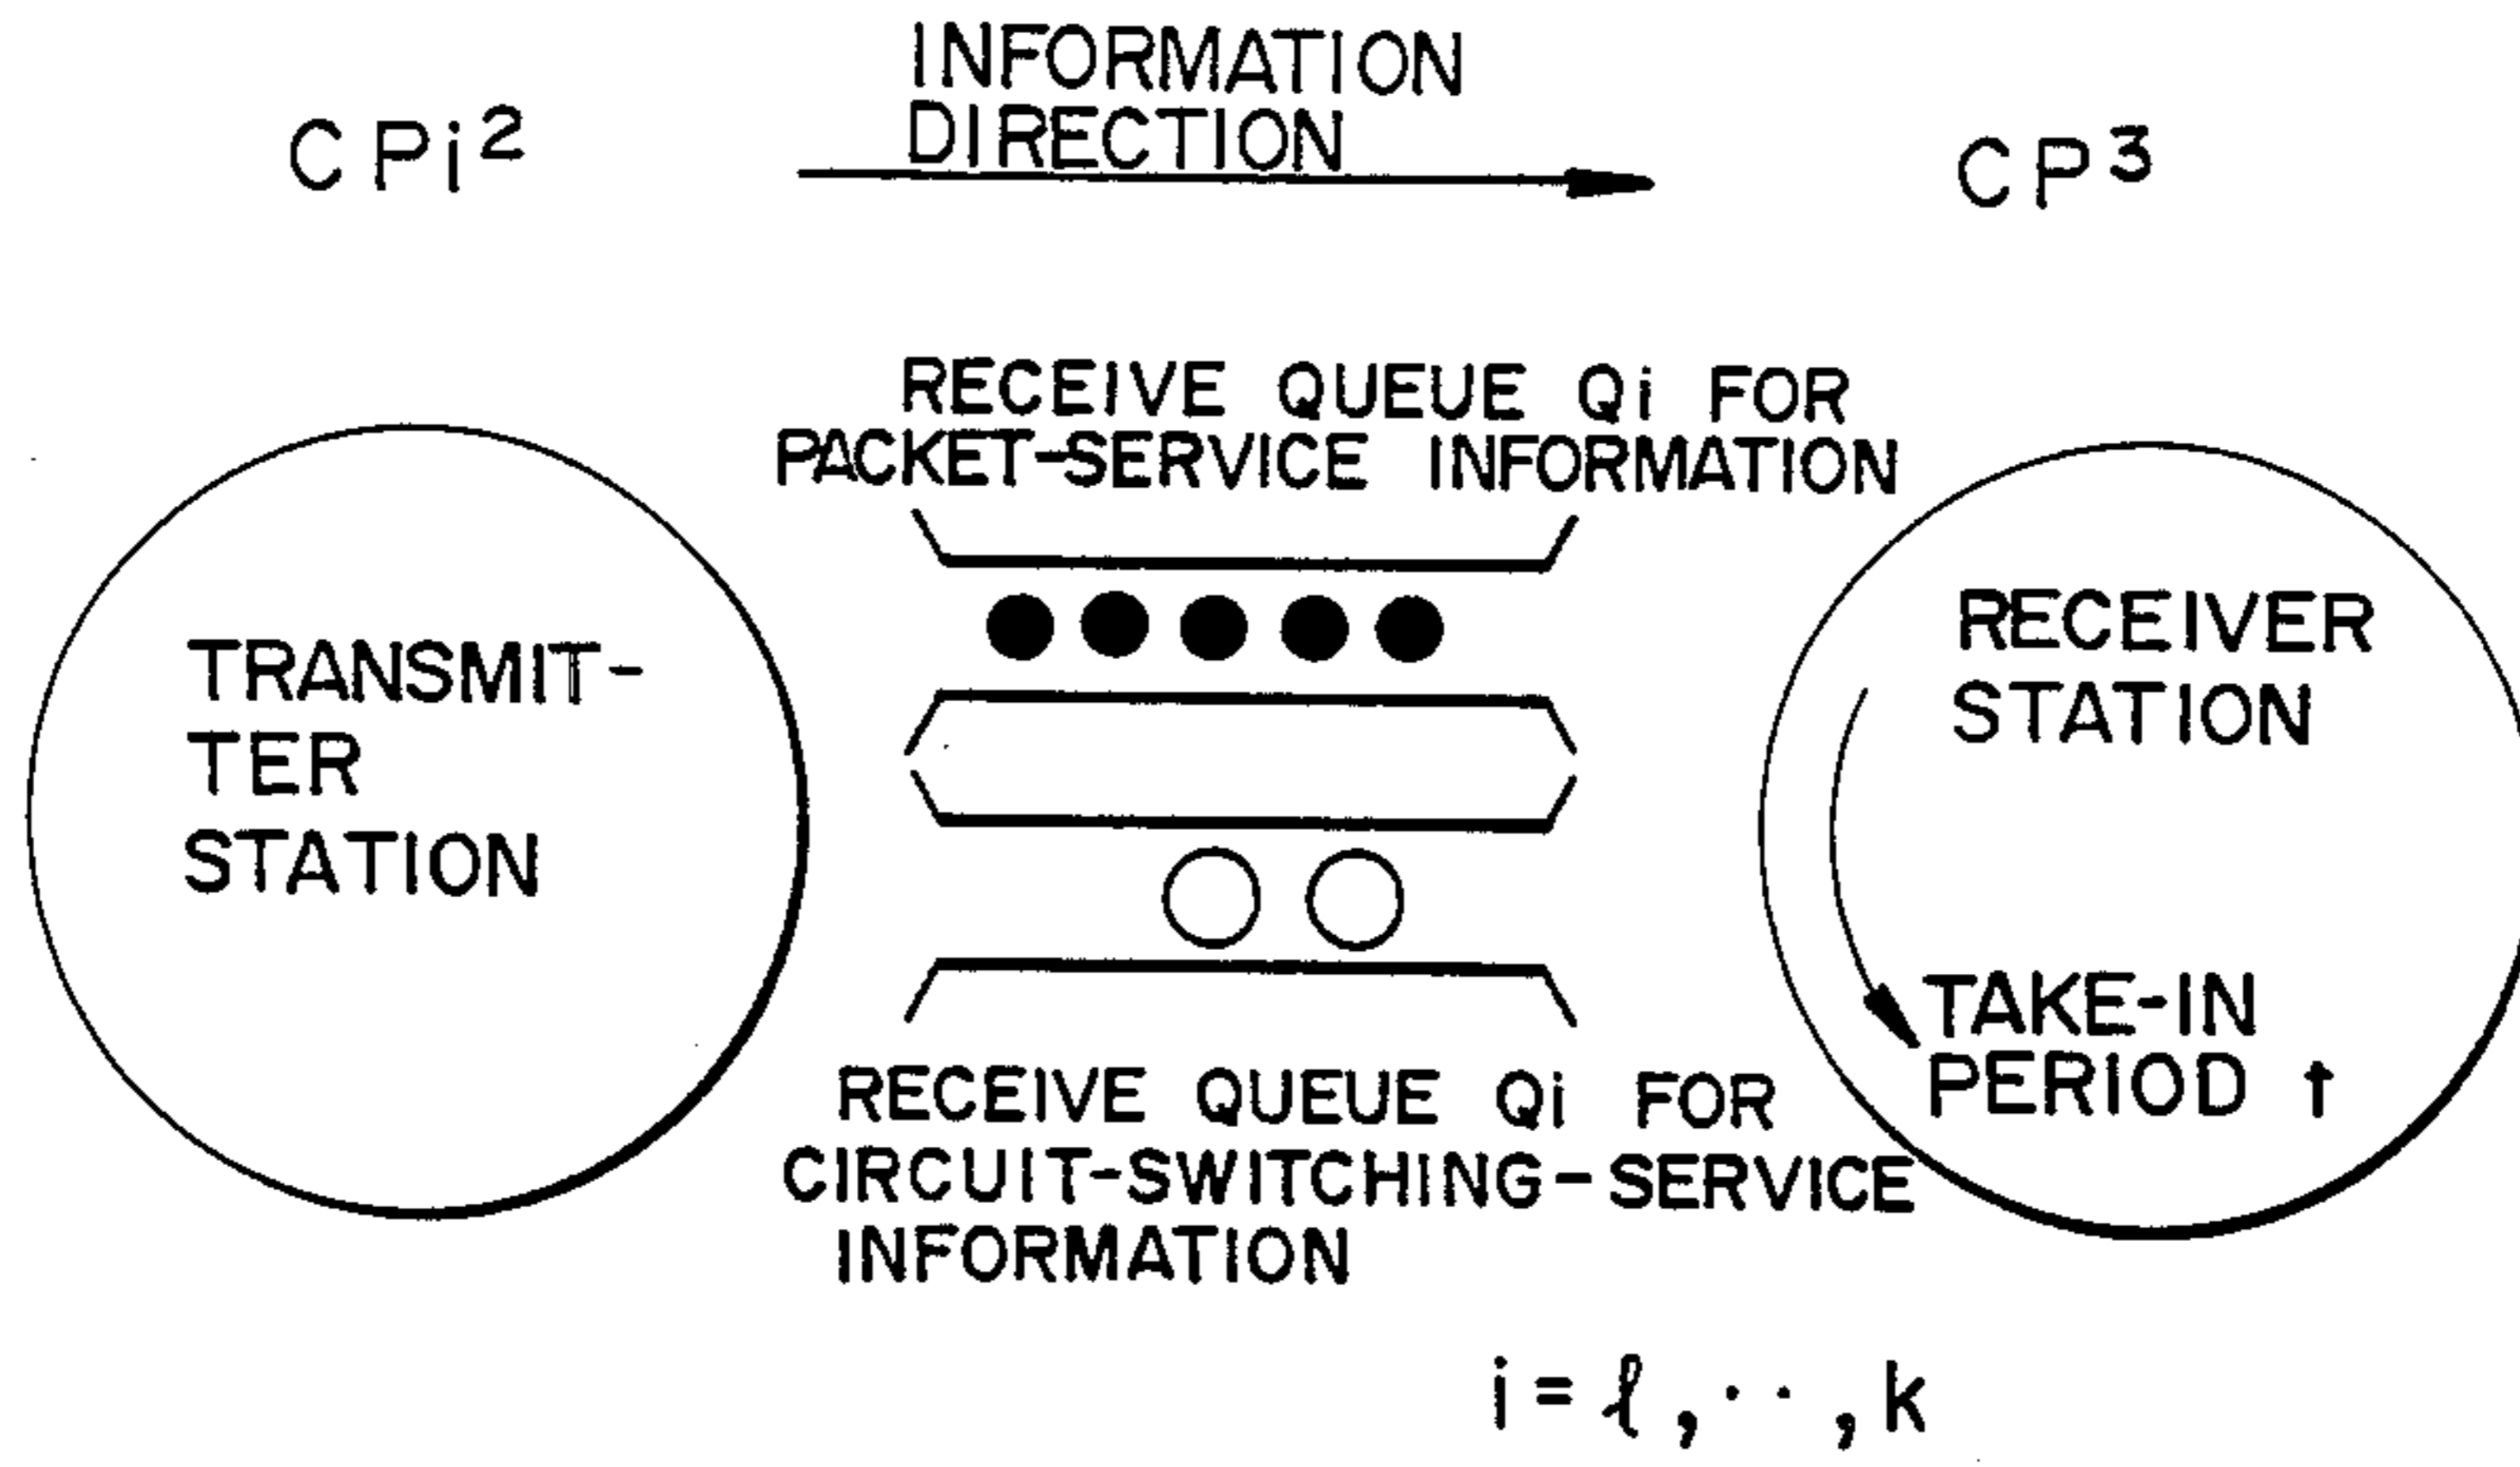 INFORMATION
DIRECTION
CPi²
CP³
RECEIVE QUEUE Qi FOR
PACKET-SERVICE INFORMATION
TRANSMIT-
TER
STATION
RECEIVER
STATION
TAKE-IN
PERIOD t
RECEIVE QUEUE Qi FOR
CIRCUIT-SWITCHING-SERVICE
INFORMATION
i = ℓ, ··, k